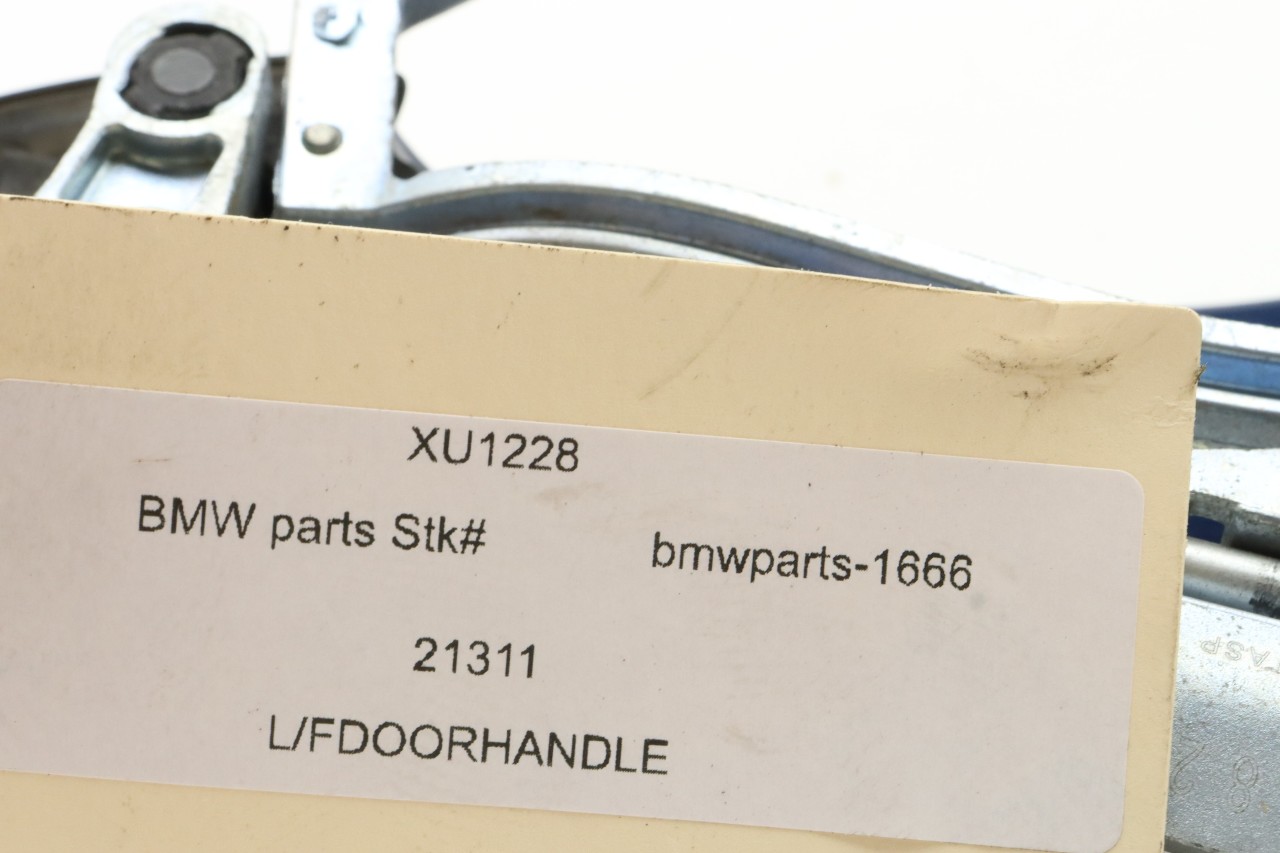 XU1228
BMW parts Stk# bmwparts-1666
21311
L/FDOORHANDLE